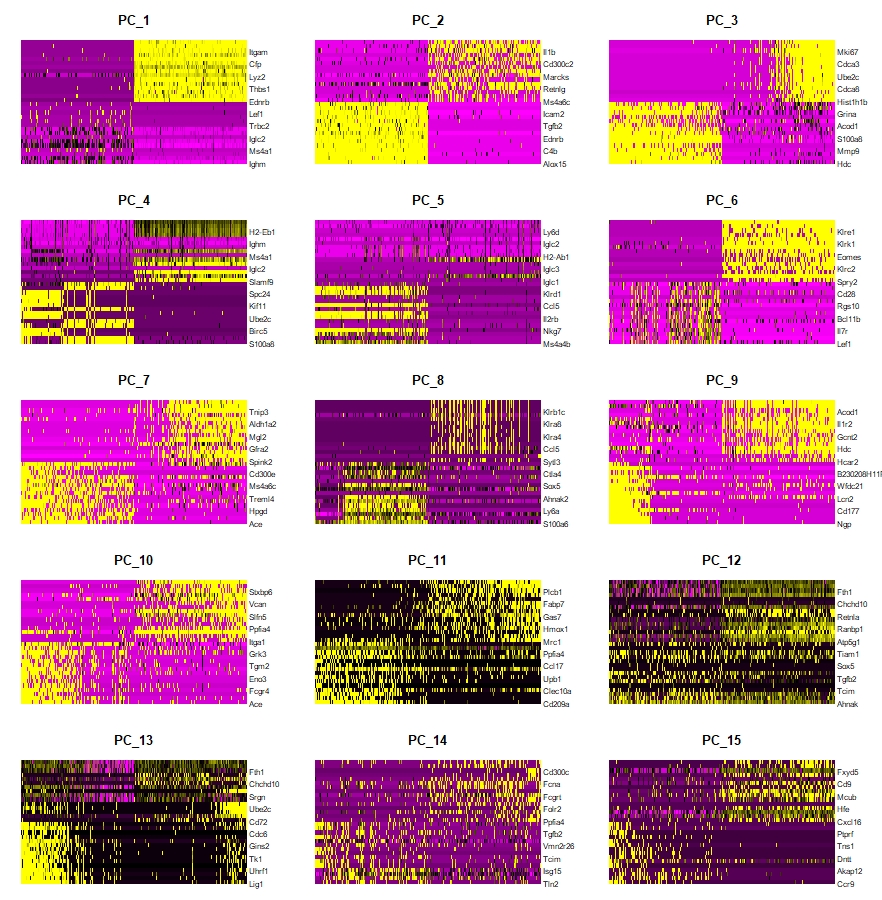 PC_1
Itgam
Cfp
Lyz2
Thbs1
Ednrb
Lef1
Trbc2
Iglc2
Ms4a1
Ighm
PC_2
Il1b
Cd300c2
Marcks
Retnlg
Ms4a6c
Icam2
Tgfb2
Ednrb
C4b
Alox15
PC_3
Mki67
Cdca3
Ube2c
Cdca8
Hist1h1b
Grina
Acod1
S100a8
Mmp9
Hdc
PC_4
H2-Eb1
Ighm
Ms4a1
Iglc2
Slamf9
Spc24
Kif11
Ube2c
Birc5
S100a6
PC_5
Ly6d
Iglc2
H2-Ab1
Iglc3
Iglc1
Klrd1
Ccl5
Il2rb
Nkg7
Ms4a4b
PC_6
Klre1
Klrk1
Eomes
Klrc2
Spry2
Cd28
Rgs10
Bcl11b
Il7r
Lef1
PC_7
Tnip3
Aldh1a2
Mgl2
Gfra2
Spink2
Cd300e
Ms4a6c
Treml4
Hpgd
Ace
PC_8
Klrb1c
Klra8
Klra4
Ccl5
Sytl3
Ctla4
Sox5
Ahnak2
Ly6a
S100a6
PC_9
Acod1
Il1r2
Gcnt2
Hdc
Hcar2
Wfdc21
Lcn2
Cd177
Ngp
PC_10
Stxbp6
Vcan
Slfn5
Ppfia4
Itga1
Grk3
Tgm2
Eno3
Fcgr4
Ace
PC_11
Plcb1
Fabp7
Gas7
Hmox1
Mrc1
Ppfia4
Ccl17
Upb1
Clec10a
Cd209a
PC_12
Fth1
Chchd10
Retnla
Ranbp1
Atp5g1
Tiam1
Sox5
Tgfb2
Tcim
Ahnak
PC_13
Fth1
Chchd10
Srgn
Ube2c
Cd72
Cdc6
Gins2
Tk1
Uhrf1
Lig1
PC_14
Cd300c
Fcna
Fcgrt
Folr2
Ppfia4
Tgfb2
Vmn2r26
Tcim
Isg15
Tln2
PC_15
Fxyd5
Cd9
Mcub
Hfe
Cxcl16
Ptprf
Tns1
Dntt
Akap12
Ccr9